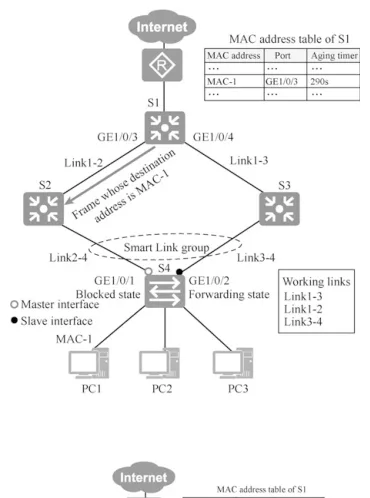 Internet
MAC address table of S1
MAC address Port Aging timer
... ... ...
MAC-1 GE1/0/3 290s
... ... ...
R
S1
GE1/0/3 GE1/0/4
Link1-2 Link1-3
Frame whose destination
address is MAC-1
S2 S3
Smart Link group
Link2-4 Link3-4
S4
GE1/0/1 GE1/0/2
Blocked state Forwarding state
Master interface
Slave interface
Working links
Link1-3
Link1-2
Link3-4
MAC-1
PC1 PC2 PC3
Internet
MAC address table of S1